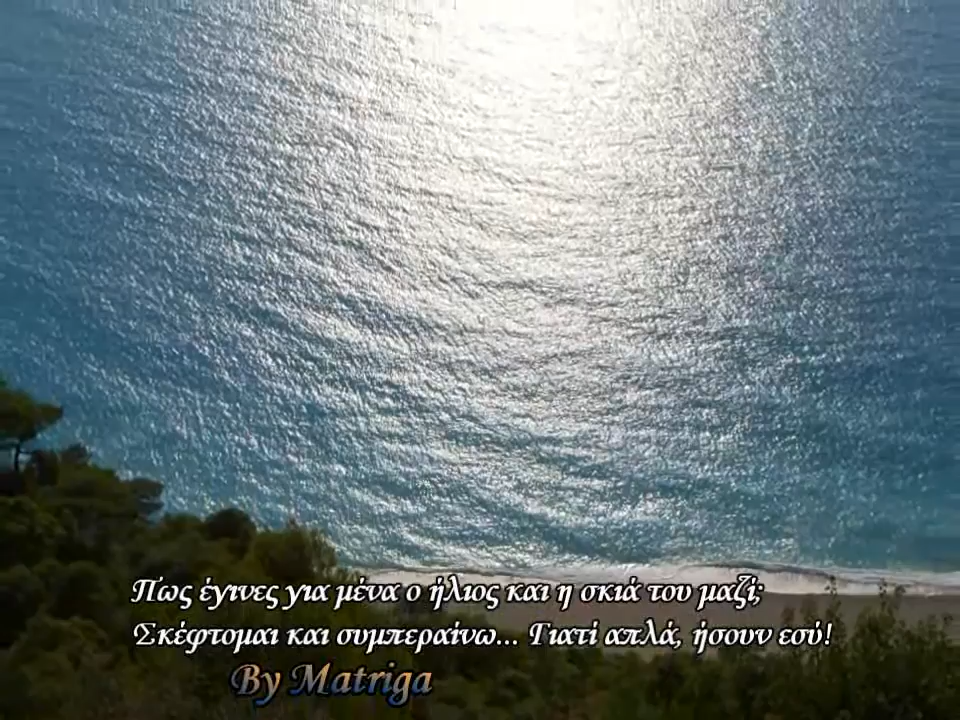 Πως έγινες για μένα ο ήλιος και η σκιά του μαζί;
Σκέφτομαι και συμπεραίνω... Γιατί απλά, ήσουν εσύ!
By Matriga